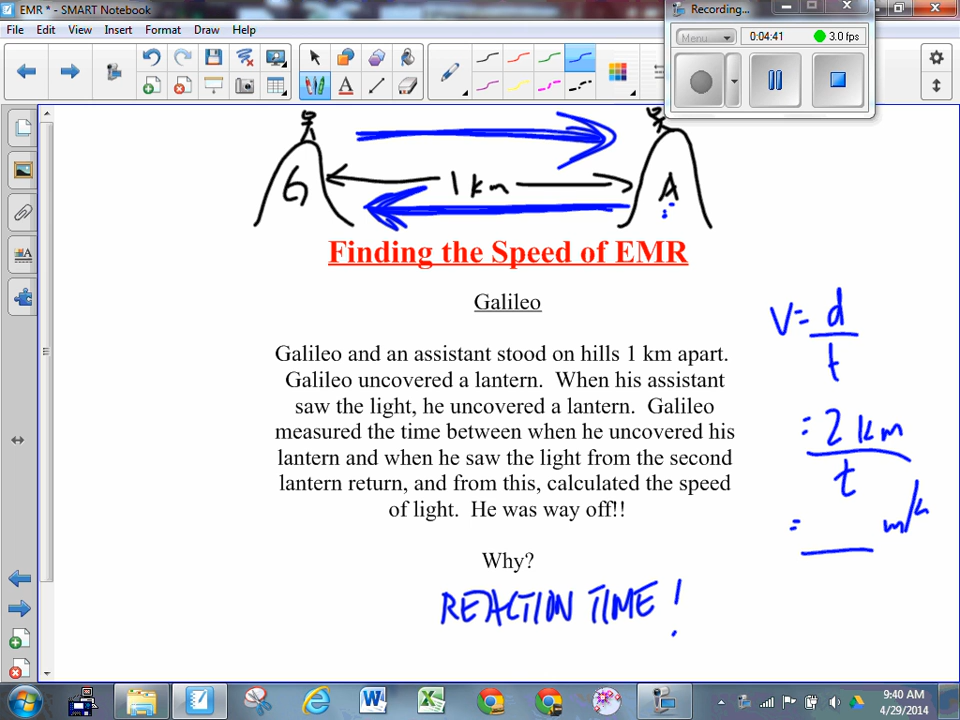 EMR * - SMART Notebook
Recording...
File Edit View Insert Format Draw Help
Menu
0:04:41
3.0 fps
G
1 km
A
Finding the Speed of EMR
Galileo
Galileo and an assistant stood on hills 1 km apart.
Galileo uncovered a lantern. When his assistant
saw the light, he uncovered a lantern. Galileo
measured the time between when he uncovered his
lantern and when he saw the light from the second
lantern return, and from this, calculated the speed
of light. He was way off!!
Why?
REACTION TIME!
V = d
t
= 2 km
t
= ___ m/h
9:40 AM
4/29/2014